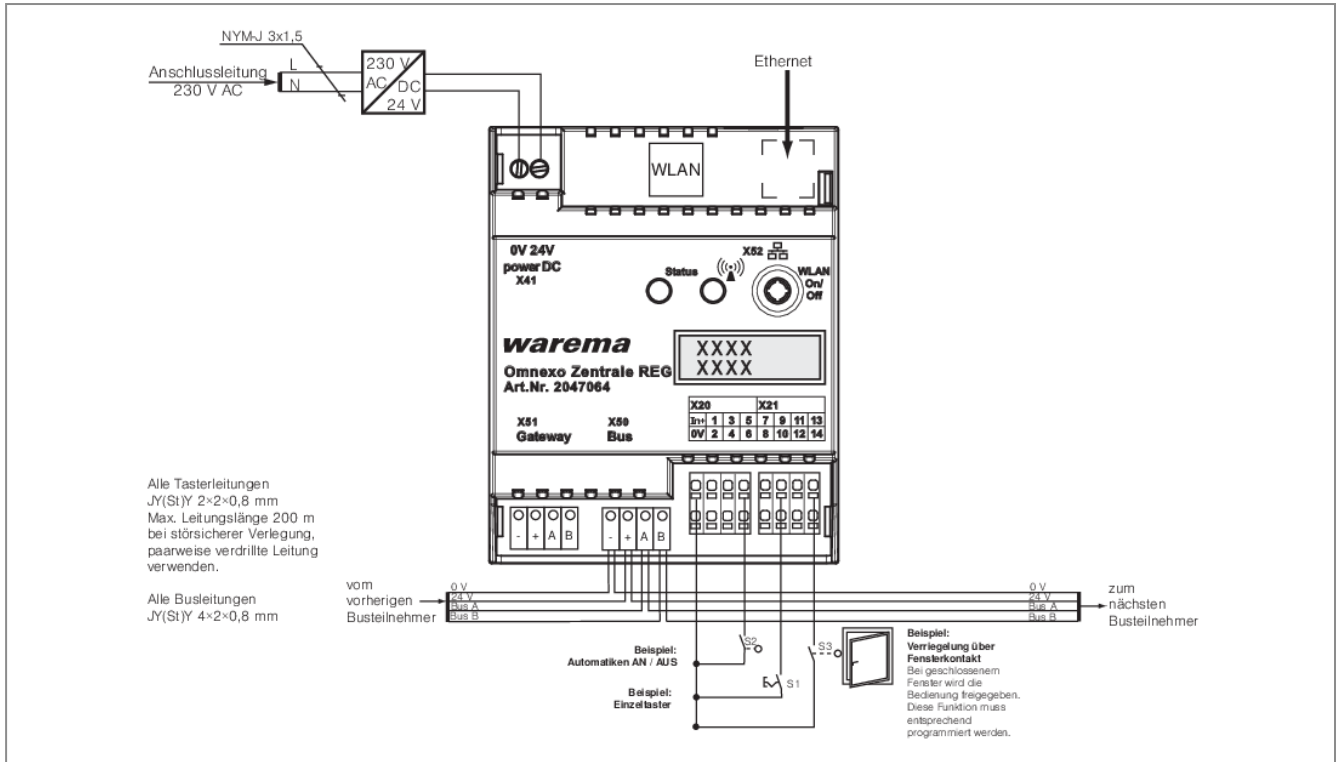 NYM-J 3x1,5
Anschlussleitung
230 V AC
L
N
230 V
AC
DC
24 V
Ethernet
WLAN
0V 24V
power DC
X41
Status
X52
WLAN
On/
Off
warema
XXXX
XXXX
Omnexo Zentrale REG
Art.Nr. 2047064
X20 X21
In+ 1 3 5 7 9 11 13
0V 2 4 6 8 10 12 14
X51
Gateway
X50
Bus
- + A B
- + A B
Alle Tasterleitungen
JY(St)Y 2×2×0,8 mm
Max. Leitungslänge 200 m
bei störsicherer Verlegung,
paarweise verdrillte Leitung
verwenden.
Alle Busleitungen
JY(St)Y 4×2×0,8 mm
vom
vorherigen
Busteilnehmer
0 V
24 V
Bus A
Bus B
0 V
24 V
Bus A
Bus B
zum
nächsten
Busteilnehmer
Beispiel:
Automatiken AN / AUS
S2
Beispiel:
Einzeltaster
S1
S3
Beispiel:
Verriegelung über
Fensterkontakt
Bei geschlossenem
Fenster wird die
Bedienung freigegeben.
Diese Funktion muss
entsprechend
programmiert werden.